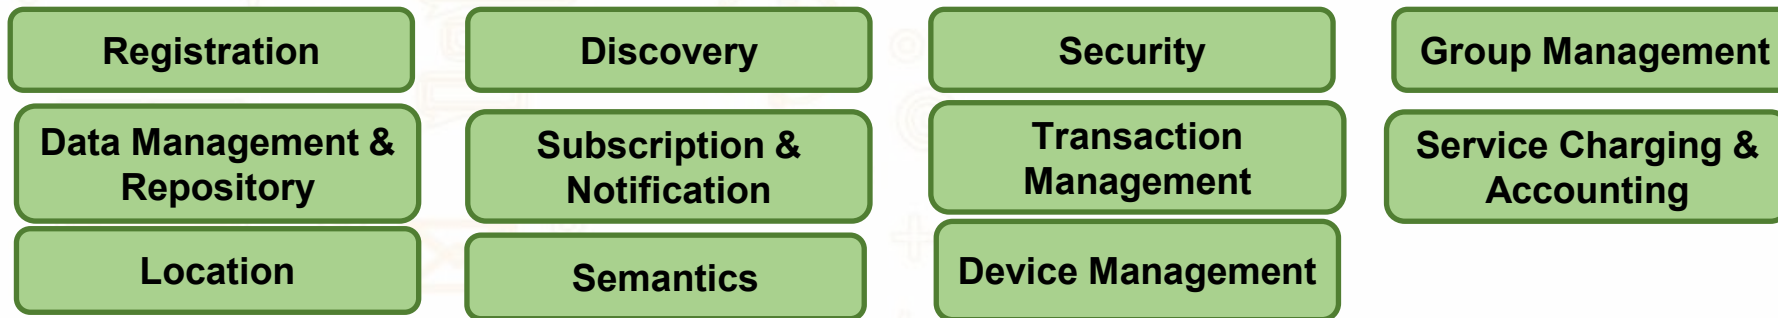 Registration
Discovery
Security
Group Management
Data Management &
Repository
Subscription &
Notification
Transaction
Management
Service Charging &
Accounting
Location
Semantics
Device Management